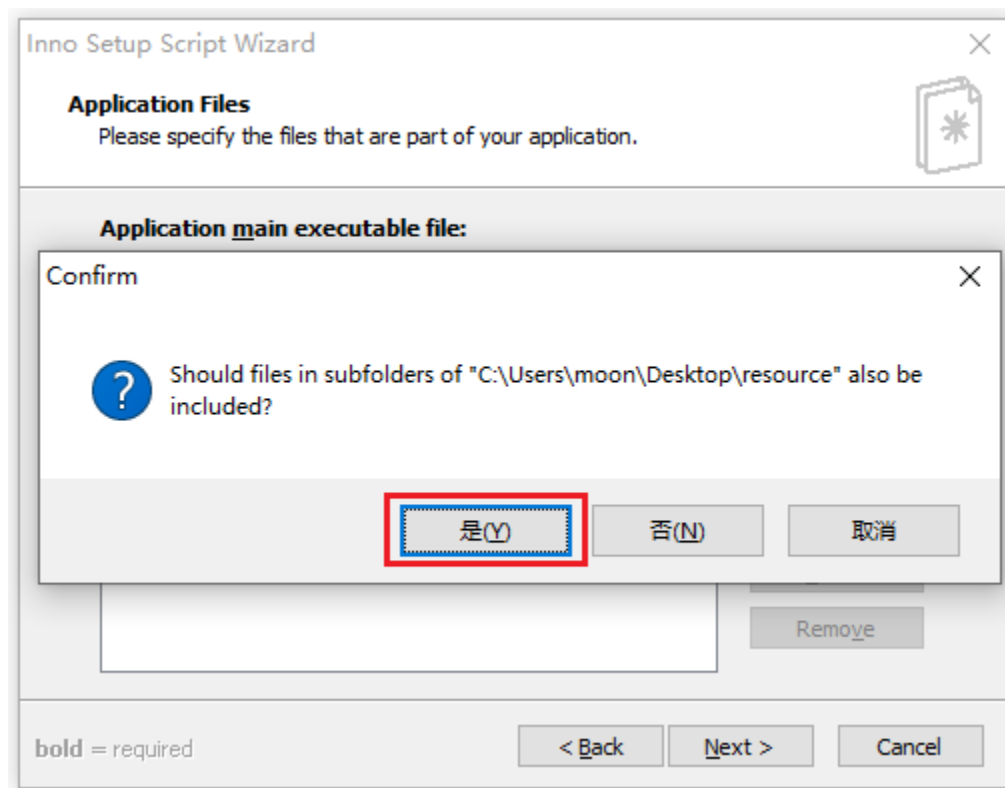 Inno Setup Script Wizard
Application Files
Please specify the files that are part of your application.
Application main executable file:
Confirm
Should files in subfolders of "C:\Users\moon\Desktop\resource" also be
included?
是(Y) 否(N) 取消
Remove
bold = required < Back Next > Cancel